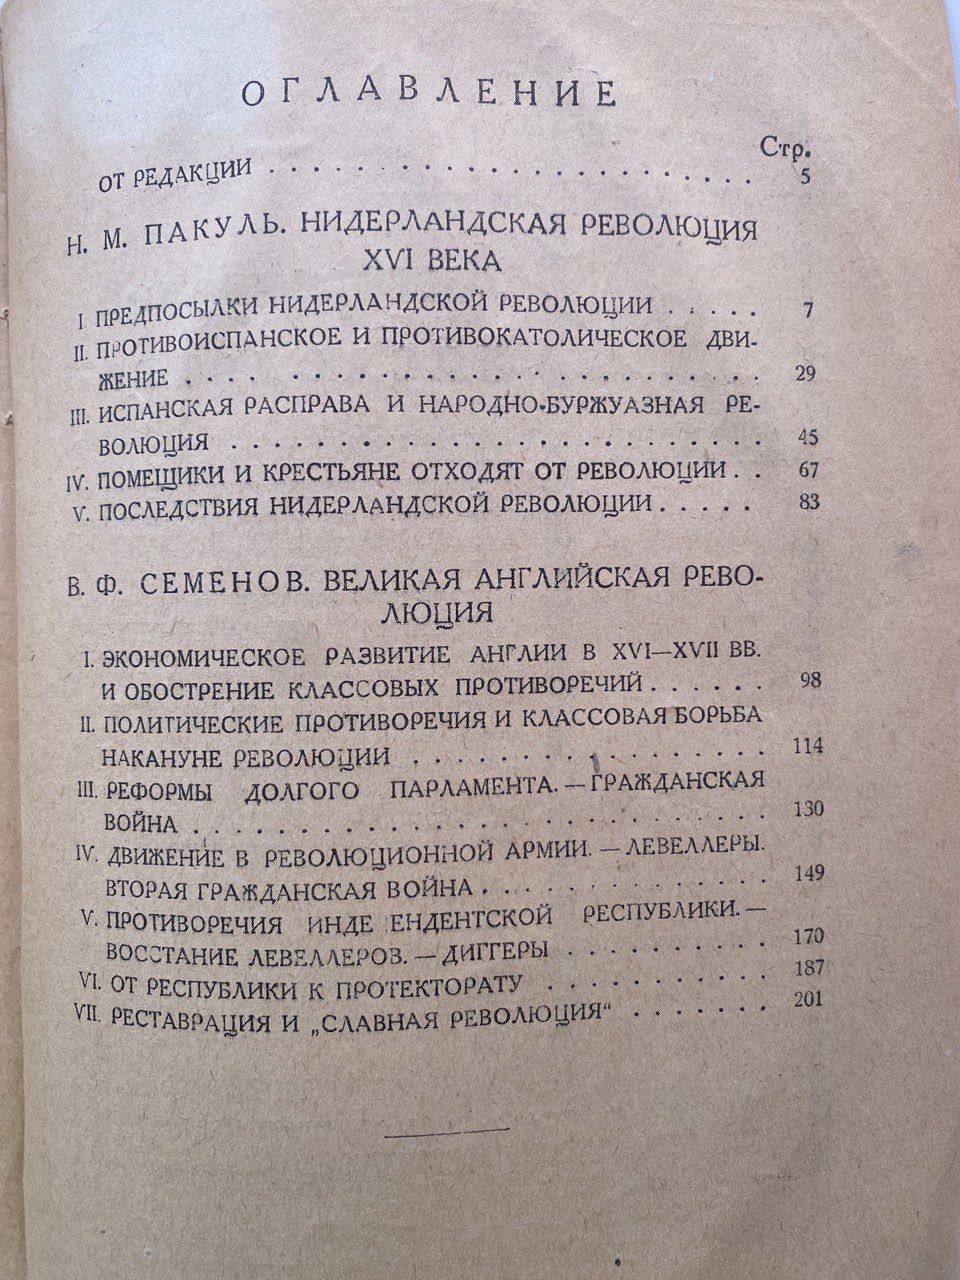 ОГЛАВЛЕНИЕ
Стр.
ОТ РЕДАКЦИИ . . . . . . . . . . . . . . . . . . . . . . . 5
Н. М. ПАКУЛЬ. НИДЕРЛАНДСКАЯ РЕВОЛЮЦИЯ
XVI ВЕКА
I ПРЕДПОСЫЛКИ НИДЕРЛАНДСКОЙ РЕВОЛЮЦИИ . . . . . 7
II. ПРОТИВОИСПАНСКОЕ И ПРОТИВОКАТОЛИЧЕСКОЕ ДВИ-
ЖЕНИЕ . . . . . . . . . . . . . . . . . . . . . . . . . 29
III. ИСПАНСКАЯ РАСПРАВА И НАРОДНО-БУРЖУАЗНАЯ РЕ-
ВОЛЮЦИЯ . . . . . . . . . . . . . . . . . . . . . . . . 45
IV. ПОМЕЩИКИ И КРЕСТЬЯНЕ ОТХОДЯТ ОТ РЕВОЛЮЦИИ . . 67
V. ПОСЛЕДСТВИЯ НИДЕРЛАНДСКОЙ РЕВОЛЮЦИИ . . . . . 83
В. Ф. СЕМЕНОВ. ВЕЛИКАЯ АНГЛИЙСКАЯ РЕВО-
ЛЮЦИЯ
I. ЭКОНОМИЧЕСКОЕ РАЗВИТИЕ АНГЛИИ В XVI—XVII ВВ.
И ОБОСТРЕНИЕ КЛАССОВЫХ ПРОТИВОРЕЧИЙ . . . . . . 98
II. ПОЛИТИЧЕСКИЕ ПРОТИВОРЕЧИЯ И КЛАССОВАЯ БОРЬБА
НАКАНУНЕ РЕВОЛЮЦИИ . . . . . . . . . . . . . . . . 114
III. РЕФОРМЫ ДОЛГОГО ПАРЛАМЕНТА. — ГРАЖДАНСКАЯ
ВОЙНА . . . . . . . . . . . . . . . . . . . . . . . . . 130
IV. ДВИЖЕНИЕ В РЕВОЛЮЦИОННОЙ АРМИИ. — ЛЕВЕЛЛЕРЫ.
ВТОРАЯ ГРАЖДАНСКАЯ ВОЙНА . . . . . . . . . . . . . 149
V. ПРОТИВОРЕЧИЯ ИНДЕ ЕНДЕНТСКОЙ РЕСПУБЛИКИ. —
ВОССТАНИЕ ЛЕВЕЛЛЕРОВ. — ДИГГЕРЫ . . . . . . . . . 170
VI. ОТ РЕСПУБЛИКИ К ПРОТЕКТОРАТУ . . . . . . . . . . 187
VII. РЕСТАВРАЦИЯ И „СЛАВНАЯ РЕВОЛЮЦИЯ“ . . . . . . . 201